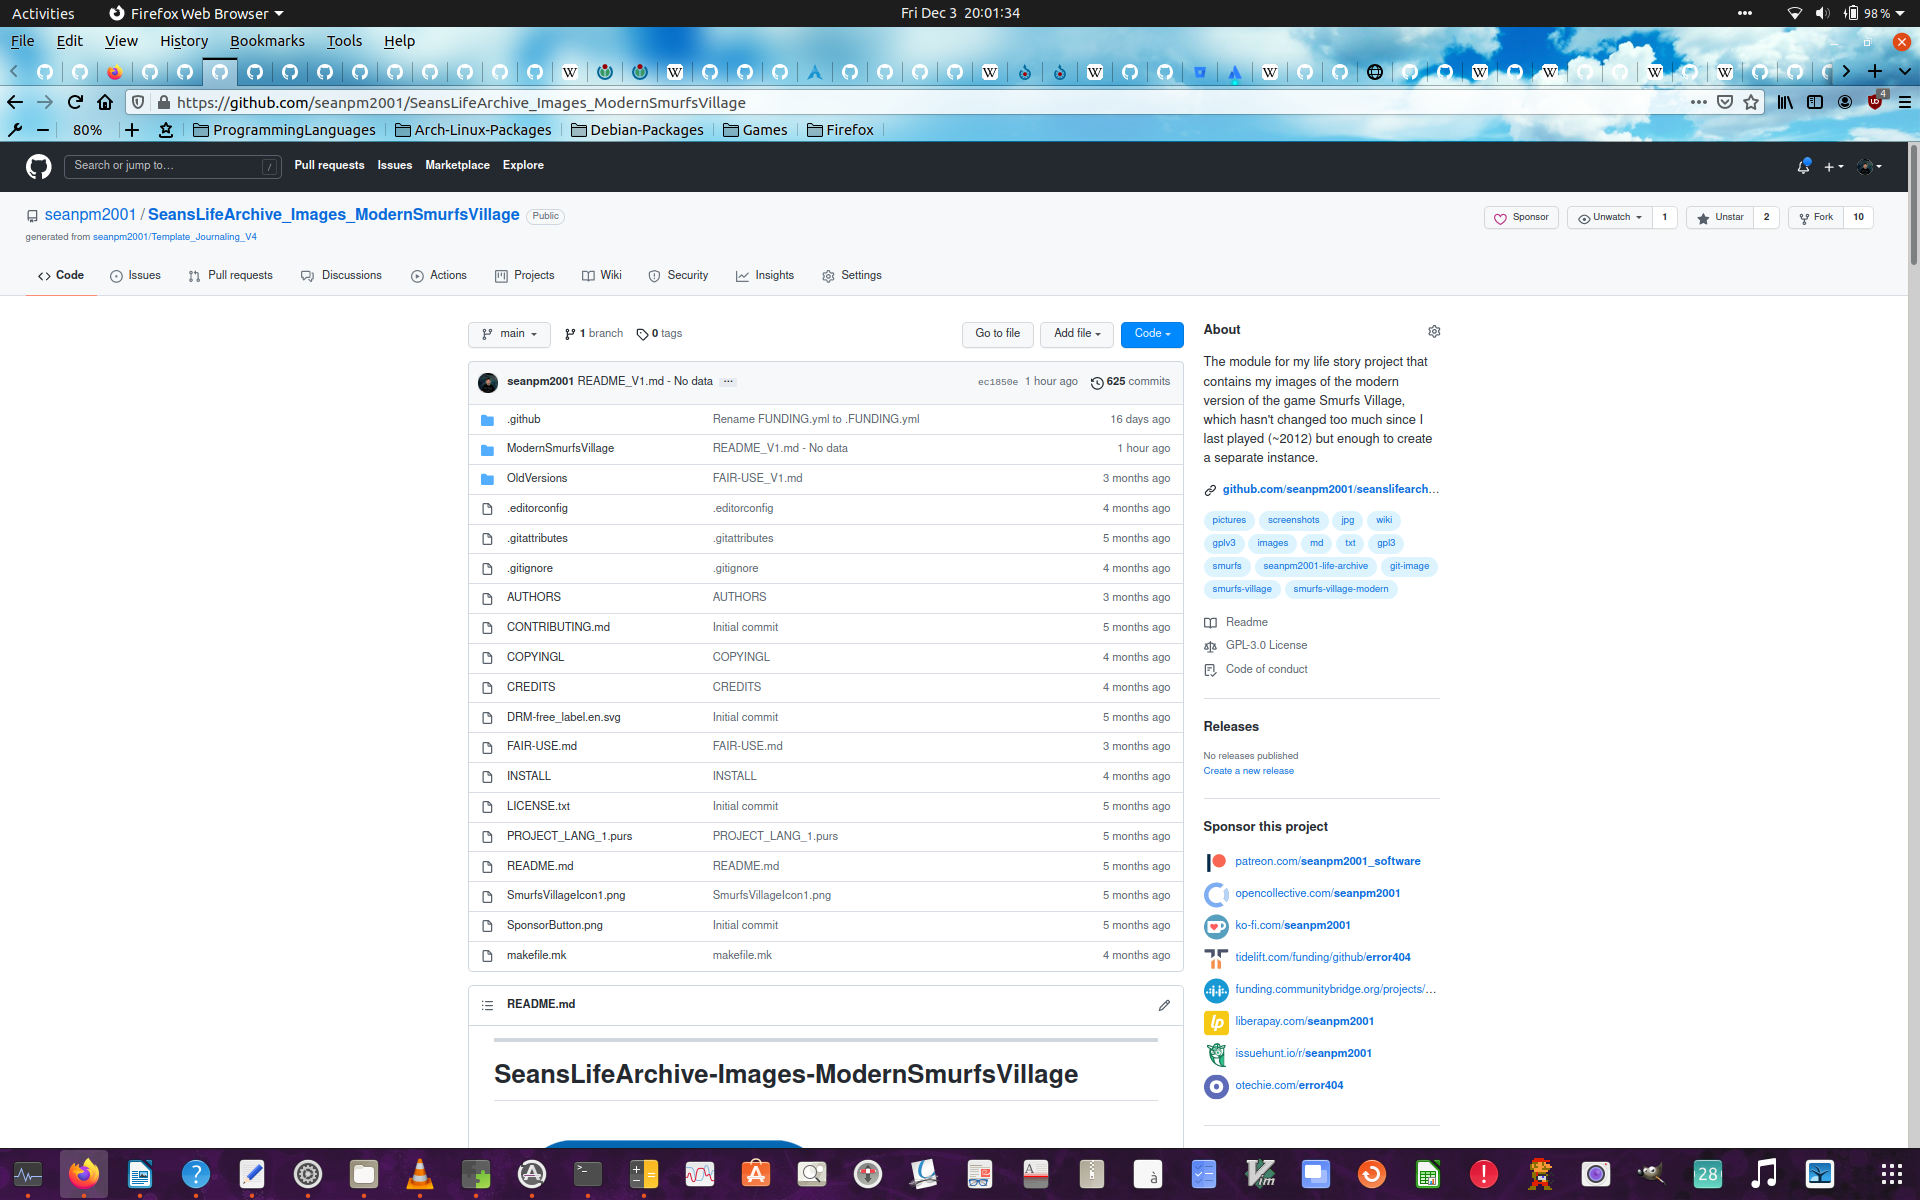 Activities Firefox Web Browser Fri Dec 3 20:01:34 98 %
File Edit View History Bookmarks Tools Help
https://github.com/seanpm2001/SeansLifeArchive_Images_ModernSmurfsVillage 4
80% ProgrammingLanguages Arch-Linux-Packages Debian-Packages Games Firefox
Search or jump to… / Pull requests Issues Marketplace Explore
seanpm2001 / SeansLifeArchive_Images_ModernSmurfsVillage Public Sponsor Unwatch 1 Unstar 2 Fork 10
generated from seanpm2001/Template_Journaling_V4
Code Issues Pull requests Discussions Actions Projects Wiki Security Insights Settings
main 1 branch 0 tags Go to file Add file Code
seanpm2001 README_V1.md - No data ec1850e 1 hour ago 625 commits
.github Rename FUNDING.yml to .FUNDING.yml 16 days ago
ModernSmurfsVillage README_V1.md - No data 1 hour ago
OldVersions FAIR-USE_V1.md 3 months ago
.editorconfig .editorconfig 4 months ago
.gitattributes .gitattributes 5 months ago
.gitignore .gitignore 4 months ago
AUTHORS AUTHORS 3 months ago
CONTRIBUTING.md Initial commit 5 months ago
COPYINGL COPYINGL 4 months ago
CREDITS CREDITS 4 months ago
DRM-free_label.en.svg Initial commit 5 months ago
FAIR-USE.md FAIR-USE.md 3 months ago
INSTALL INSTALL 4 months ago
LICENSE.txt Initial commit 5 months ago
PROJECT_LANG_1.purs PROJECT_LANG_1.purs 5 months ago
README.md README.md 5 months ago
SmurfsVillageIcon1.png SmurfsVillageIcon1.png 5 months ago
SponsorButton.png Initial commit 5 months ago
makefile.mk makefile.mk 4 months ago
README.md
SeansLifeArchive-Images-ModernSmurfsVillage
About
The module for my life story project that
contains my images of the modern
version of the game Smurfs Village,
which hasn't changed too much since I
last played (~2012) but enough to create
a separate instance.
github.com/seanpm2001/seanslifearch…
pictures screenshots jpg wiki
gplv3 images md txt gpl3
smurfs seanpm2001-life-archive git-image
smurfs-village smurfs-village-modern
Readme
GPL-3.0 License
Code of conduct
Releases
No releases published
Create a new release
Sponsor this project
patreon.com/seanpm2001_software
opencollective.com/seanpm2001
ko-fi.com/seanpm2001
tidelift.com/funding/github/error404
funding.communitybridge.org/projects/…
lp liberapay.com/seanpm2001
issuehunt.io/r/seanpm2001
otechie.com/error404
28